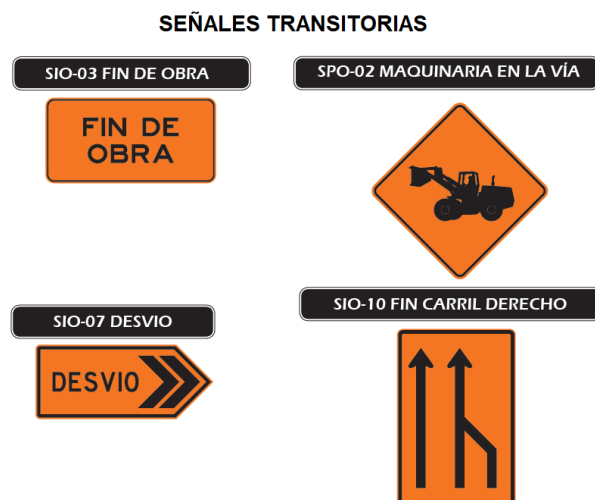 SEÑALES TRANSITORIAS
SIO-03 FIN DE OBRA
FIN DE
OBRA
SPO-02 MAQUINARIA EN LA VÍA
SIO-07 DESVIO
DESVIO
SIO-10 FIN CARRIL DERECHO